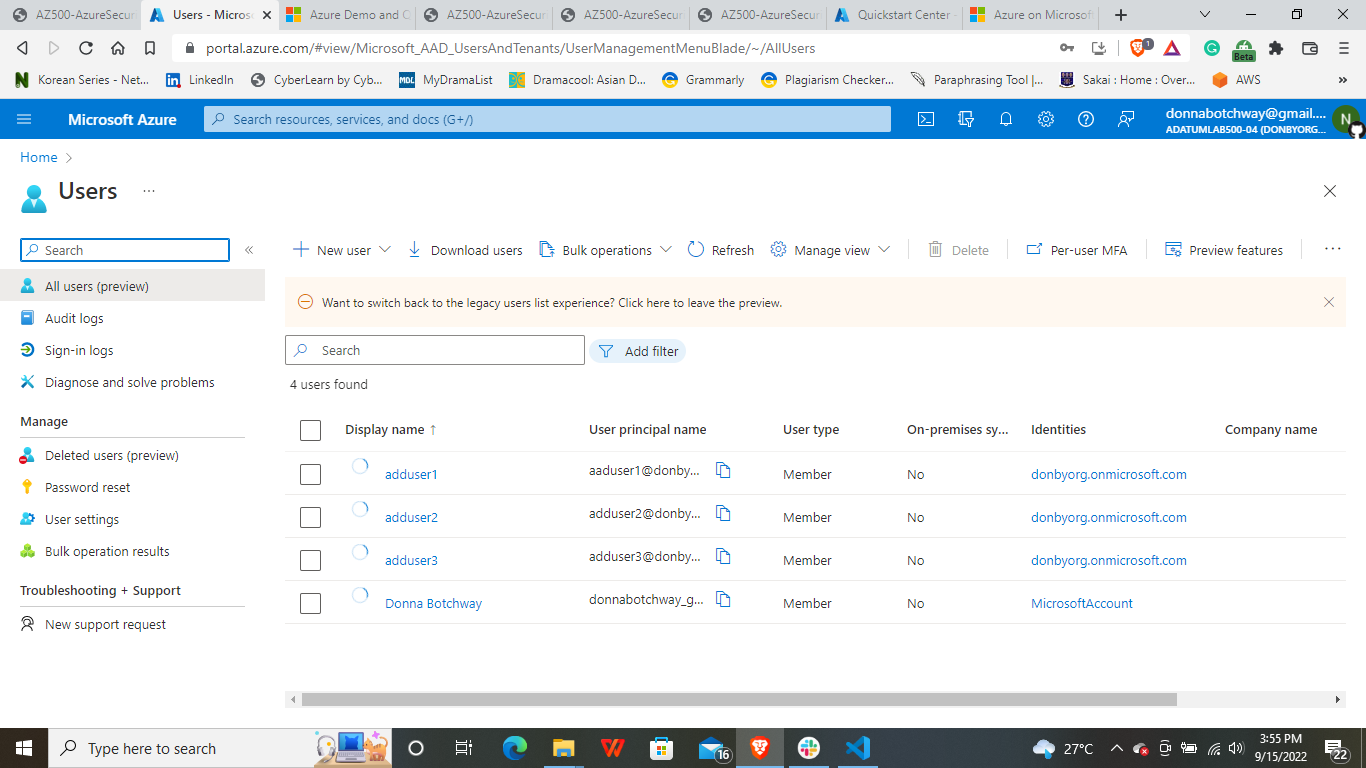 AZ500-AzureSecur
Users - Micros
Azure Demo and C
AZ500-AzureSecur
AZ500-AzureSecur
AZ500-AzureSecur
Quickstart Center -
Azure on Microsof
portal.azure.com/#view/Microsoft_AAD_UsersAndTenants/UserManagementMenuBlade/~/AllUsers
1
Beta
Korean Series - Net...
LinkedIn
CyberLearn by Cyb...
MDL MyDramaList
Dramacool: Asian D...
Grammarly
Plagiarism Checker...
Paraphrasing Tool |...
Sakai : Home : Over...
AWS
»
Microsoft Azure
Search resources, services, and docs (G+/)
donnabotchway@gmail....
ADATUMLAB500-04 (DONBYORG....
N
Home >
Users ...
Search
«
All users (preview)
Audit logs
Sign-in logs
Diagnose and solve problems
Manage
Deleted users (preview)
Password reset
User settings
Bulk operation results
Troubleshooting + Support
New support request
New user
Download users
Bulk operations
Refresh
Manage view
Delete
Per-user MFA
Preview features
...
Want to switch back to the legacy users list experience? Click here to leave the preview.
Search
Add filter
4 users found
Display name ↑ User principal name User type On-premises sy... Identities Company name
adduser1 aaduser1@donby... Member No donbyorg.onmicrosoft.com
adduser2 adduser2@donby... Member No donbyorg.onmicrosoft.com
adduser3 adduser3@donby... Member No donbyorg.onmicrosoft.com
Donna Botchway donnabotchway_g... Member No MicrosoftAccount
Type here to search
16
27°C
3:55 PM
9/15/2022
22